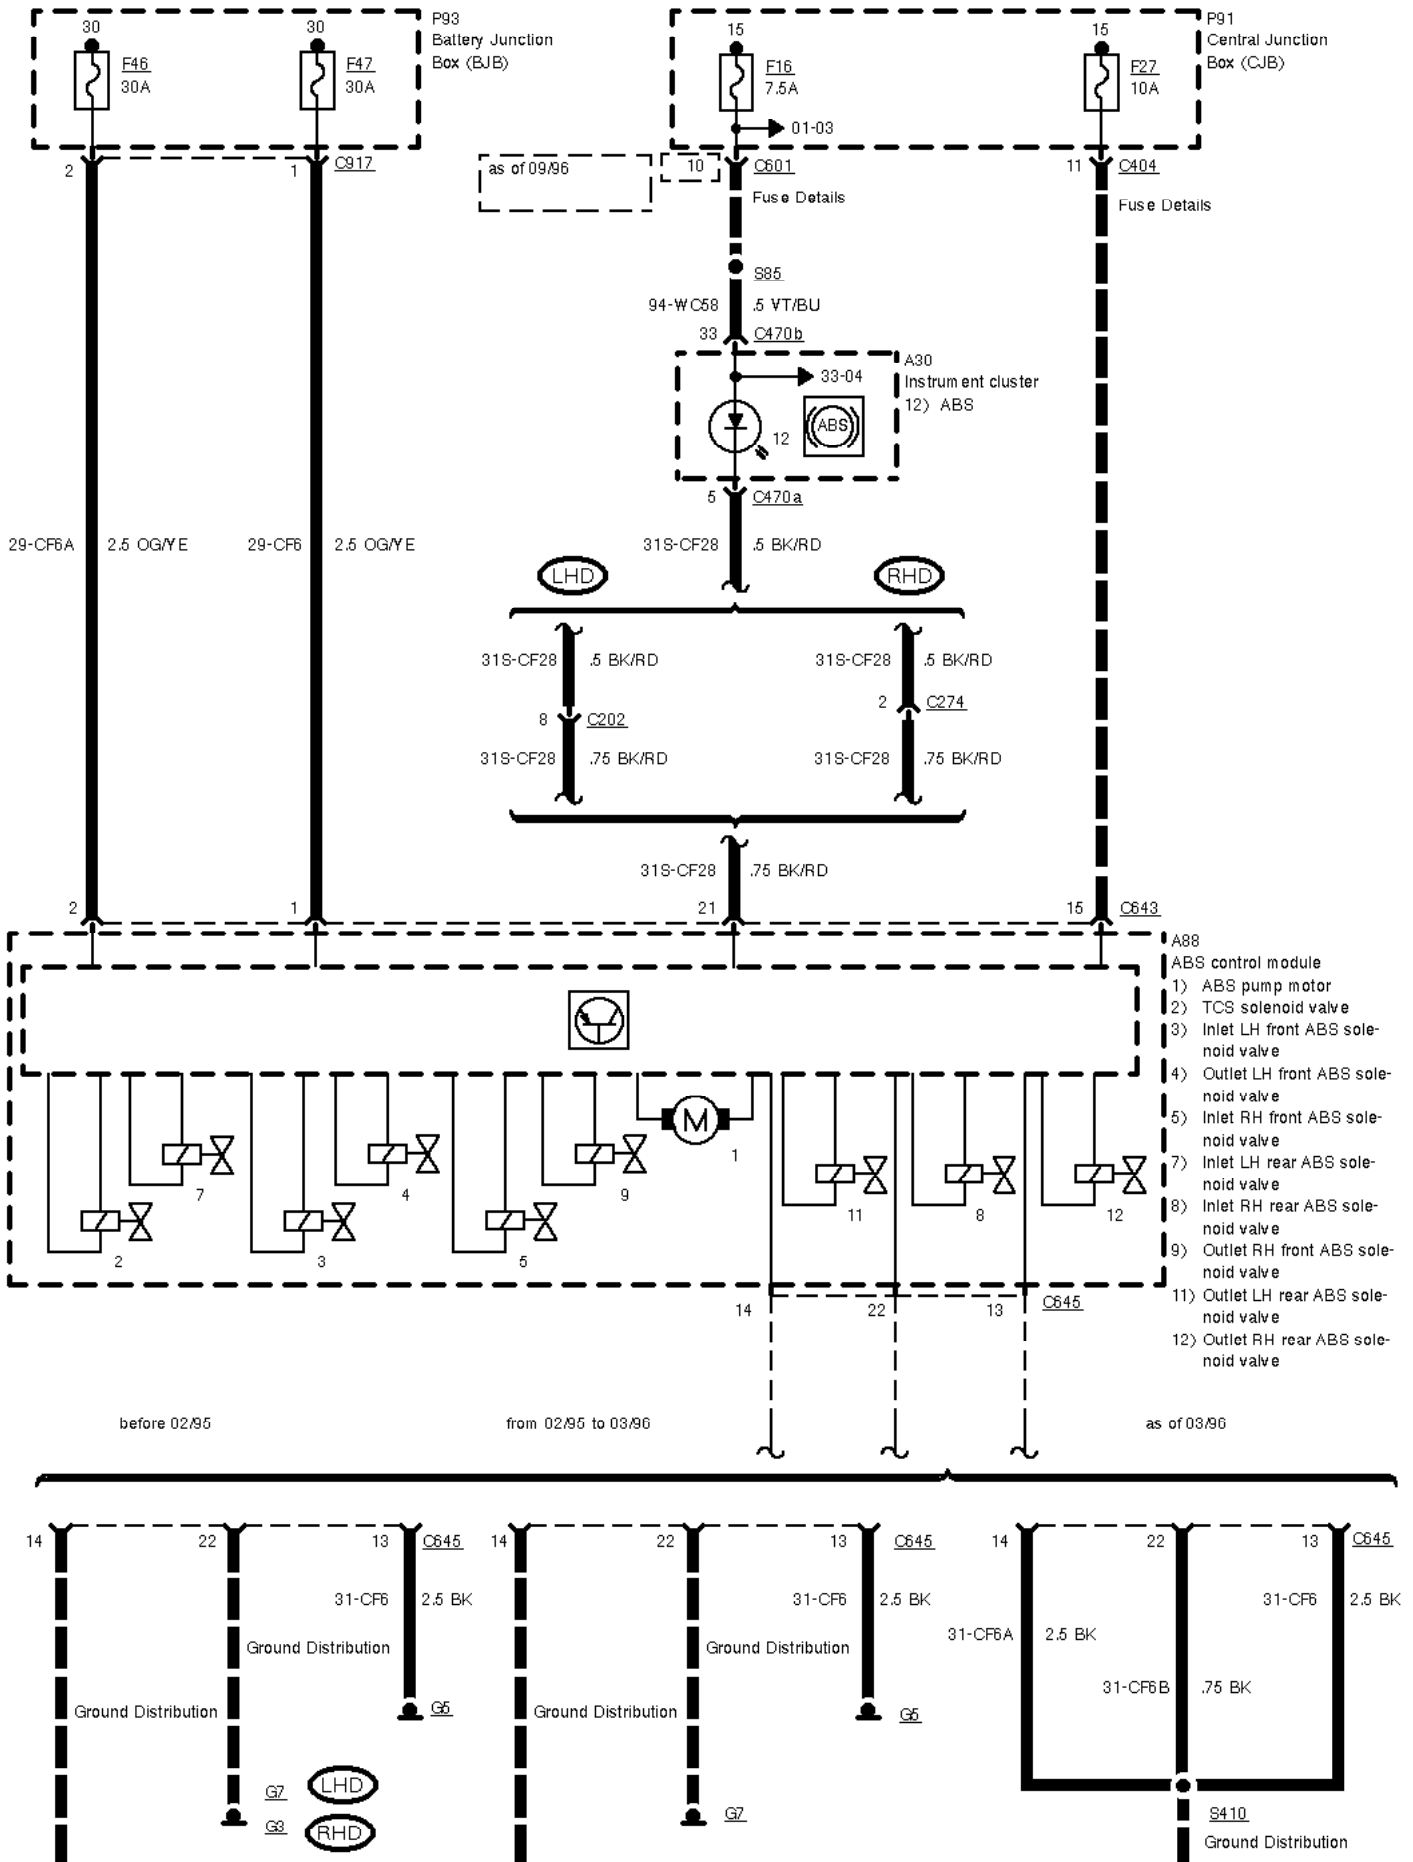 30
30
P93
Battery Junction
Box (BJB)
F46
30A
F47
30A
15
15
P91
Central Junction
Box (CJB)
F16
7.5A
F27
10A
01-03
2
1
C917
as of 09/96
10
C601
Fuse Details
11
C404
Fuse Details
S85
94-WC58
.5 VT/BU
33
C470b
A30
Instrument cluster
12) ABS
33-04
12
ABS
5
C470a
29-CF6A
2.5 OG/YE
29-CF6
2.5 OG/YE
31S-CF28
.5 BK/RD
LHD
RHD
31S-CF28
.5 BK/RD
31S-CF28
.5 BK/RD
8
C202
2
C274
31S-CF28
.75 BK/RD
31S-CF28
.75 BK/RD
31S-CF28
.75 BK/RD
2
1
21
15
C643
A88
ABS control module
1) ABS pump motor
2) TCS solenoid valve
3) Inlet LH front ABS sole-
noid valve
4) Outlet LH front ABS sole-
noid valve
5) Inlet RH front ABS sole-
noid valve
7) Inlet LH rear ABS sole-
noid valve
8) Inlet RH rear ABS sole-
noid valve
9) Outlet RH front ABS sole-
noid valve
11) Outlet LH rear ABS sole-
noid valve
12) Outlet RH rear ABS sole-
noid valve
M
1
7
4
9
11
8
12
2
3
5
14
22
13
C645
before 02/95
from 02/95 to 03/96
as of 03/96
14
22
13
C645
14
22
13
C645
14
22
13
C645
31-CF6
2.5 BK
31-CF6
2.5 BK
31-CF6
2.5 BK
31-CF6A
2.5 BK
Ground Distribution
Ground Distribution
31-CF6B
.75 BK
Ground Distribution
G5
Ground Distribution
G5
G7
LHD
G3
RHD
G7
S410
Ground Distribution